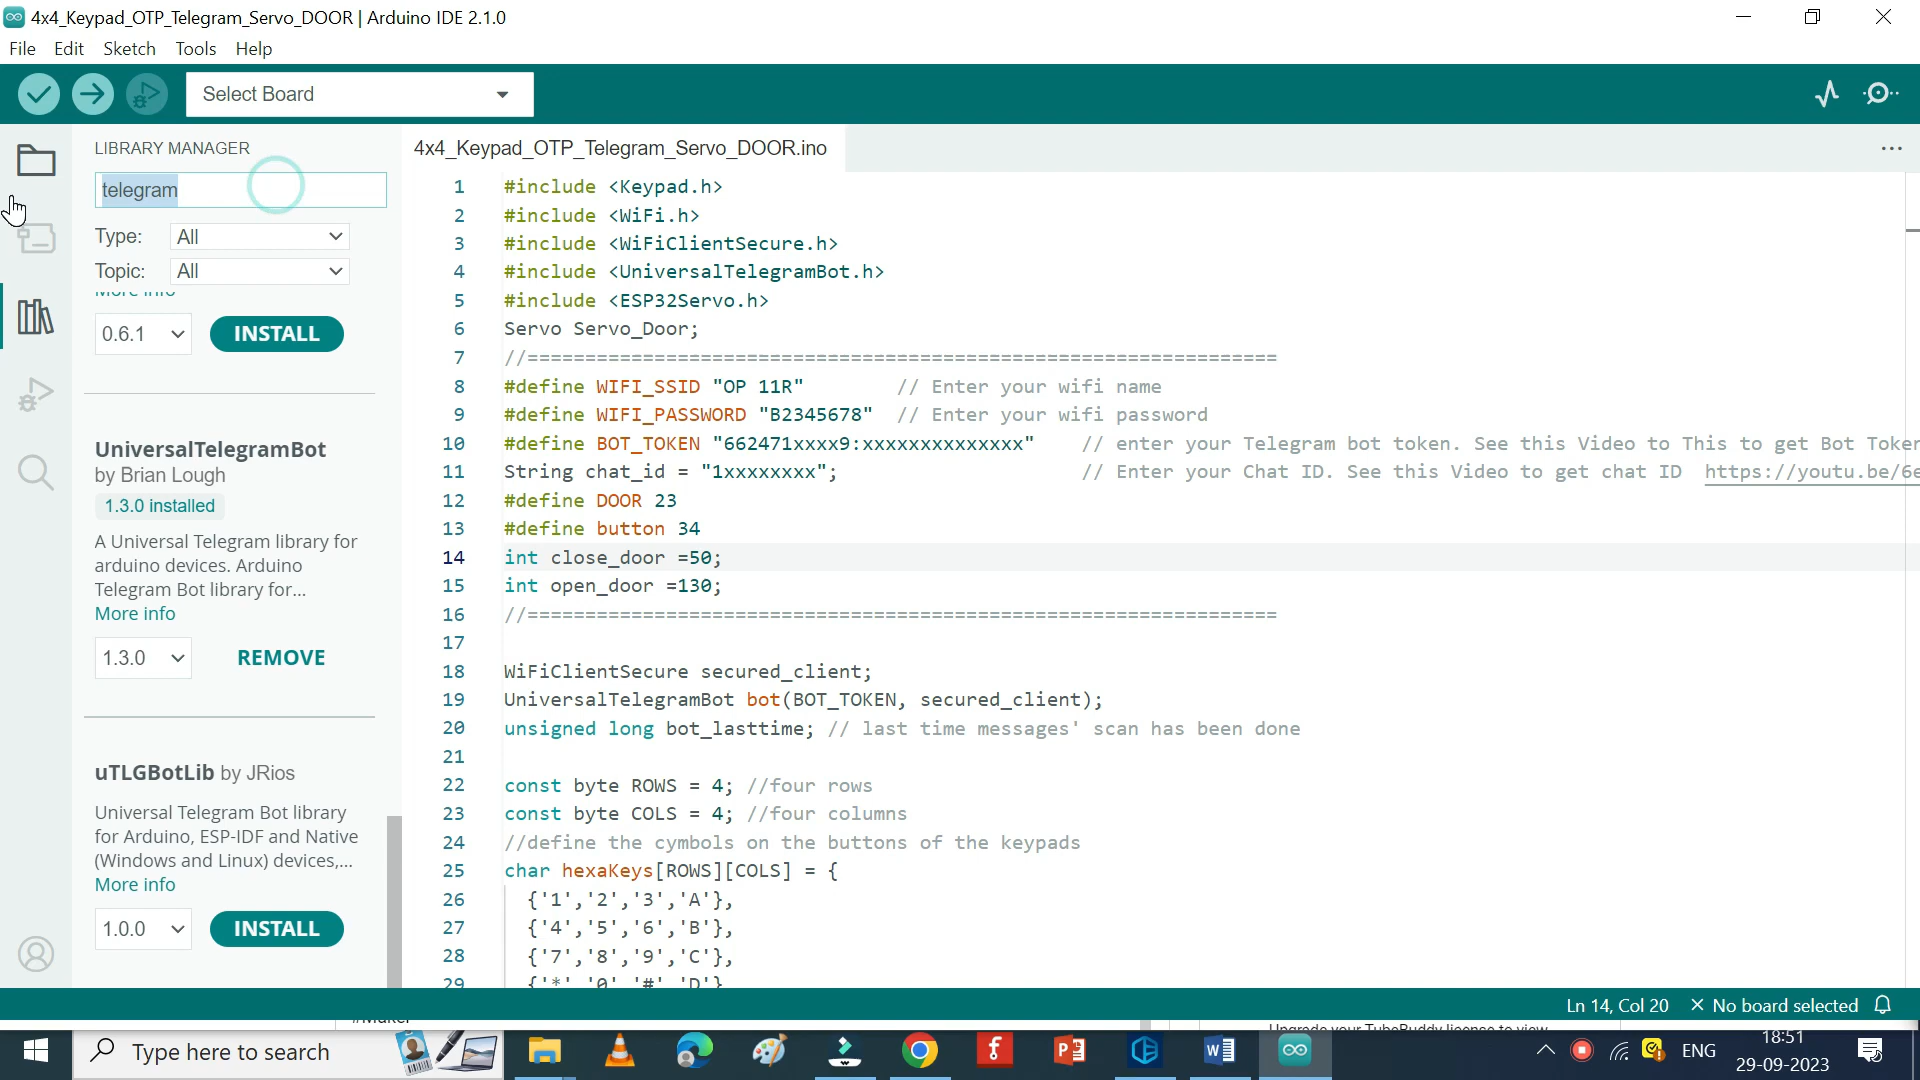 4x4_Keypad_OTP_Telegram_Servo_DOOR | Arduino IDE 2.1.0
File Edit Sketch Tools Help
Select Board
LIBRARY MANAGER
telegram
Type: All
Topic: All
More info
0.6.1 INSTALL
UniversalTelegramBot
by Brian Lough
1.3.0 installed
A Universal Telegram library for
arduino devices. Arduino
Telegram Bot library for...
More info
1.3.0 REMOVE
uTLGBotLib by JRios
Universal Telegram Bot library
for Arduino, ESP-IDF and Native
(Windows and Linux) devices,...
More info
1.0.0 INSTALL
4x4_Keypad_OTP_Telegram_Servo_DOOR.ino
1 #include <Keypad.h>
2 #include <WiFi.h>
3 #include <WiFiClientSecure.h>
4 #include <UniversalTelegramBot.h>
5 #include <ESP32Servo.h>
6 Servo Servo_Door;
7 //=================================================================
8 #define WIFI_SSID "OP 11R" // Enter your wifi name
9 #define WIFI_PASSWORD "B2345678" // Enter your wifi password
10 #define BOT_TOKEN "662471xxxx9:xxxxxxxxxxxxxx" // enter your Telegram bot token. See this Video to This to get Bot Token
11 String chat_id = "1xxxxxxxx"; // Enter your Chat ID. See this Video to get chat ID https://youtu.be/6e
12 #define DOOR 23
13 #define button 34
14 int close_door =50;
15 int open_door =130;
16 //=================================================================
17
18 WiFiClientSecure secured_client;
19 UniversalTelegramBot bot(BOT_TOKEN, secured_client);
20 unsigned long bot_lasttime; // last time messages' scan has been done
21
22 const byte ROWS = 4; //four rows
23 const byte COLS = 4; //four columns
24 //define the cymbols on the buttons of the keypads
25 char hexaKeys[ROWS][COLS] = {
26 {'1','2','3','A'},
27 {'4','5','6','B'},
28 {'7','8','9','C'},
29 {'*','0','#','D'}
Ln 14, Col 20 No board selected
Upgrade your TubeBuddy license to view
Type here to search
ENG
18:51
29-09-2023